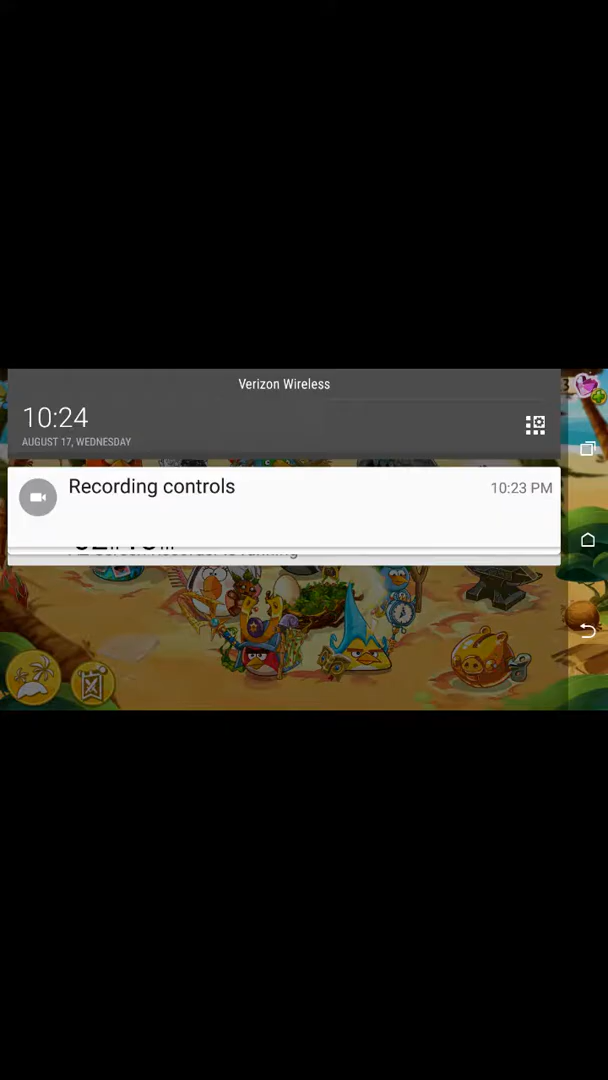 Verizon Wireless
10:24
AUGUST 17, WEDNESDAY
Recording controls
10:23 PM